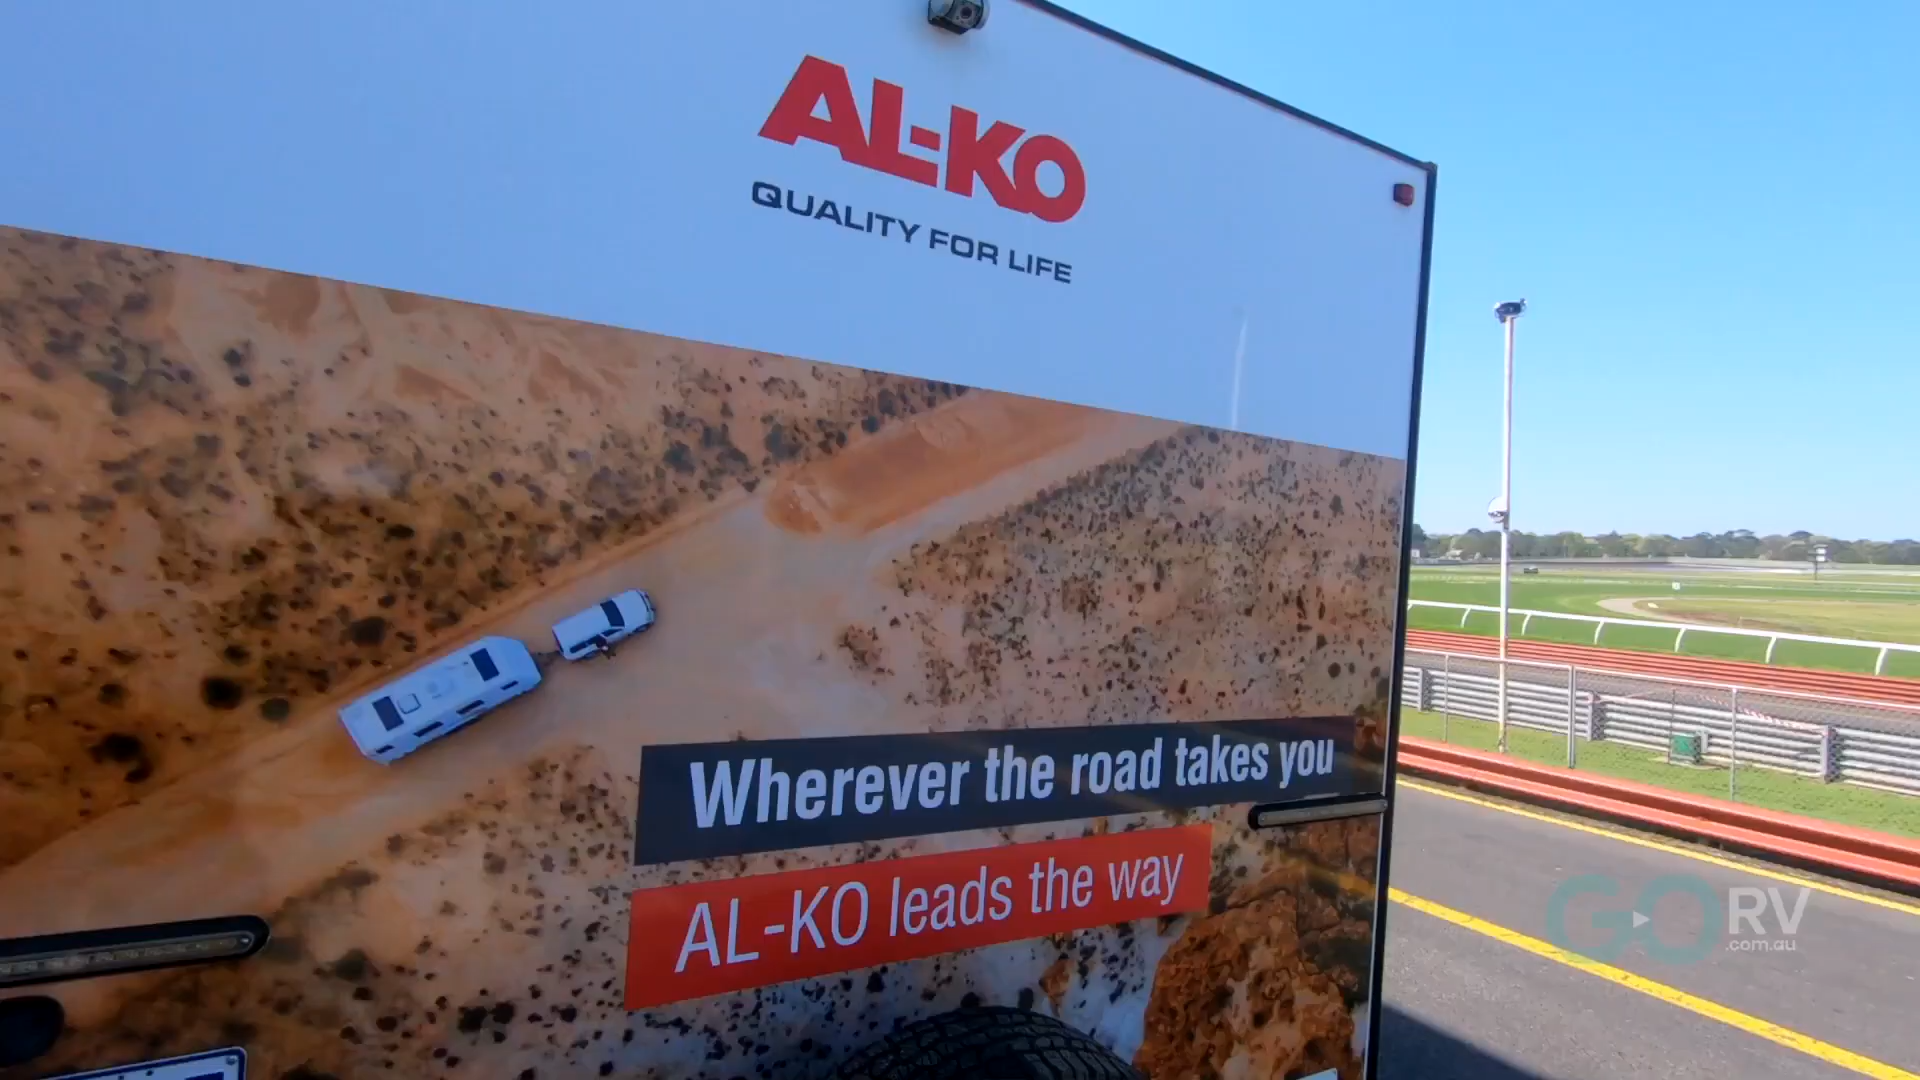 AL-KO
QUALITY FOR LIFE
Wherever the road takes you
AL-KO leads the way
GO RV
.com.au